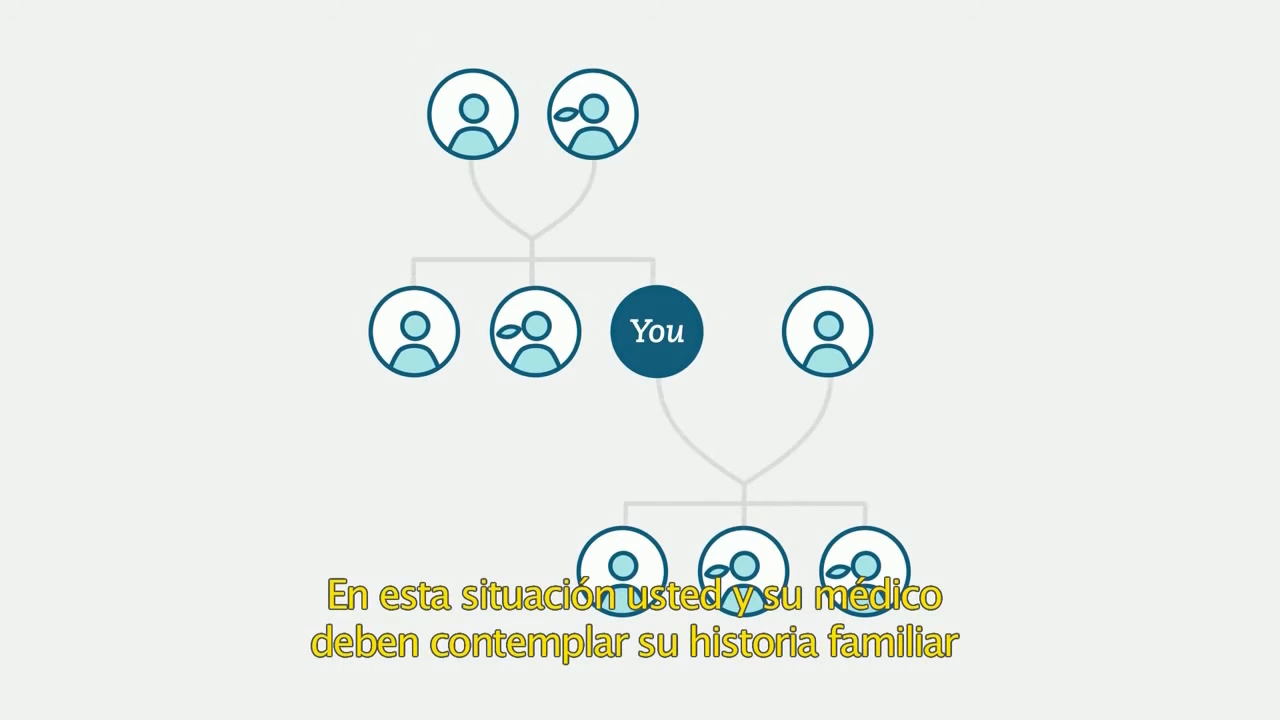 You
En esta situación usted y su médico
deben contemplar su historia familiar